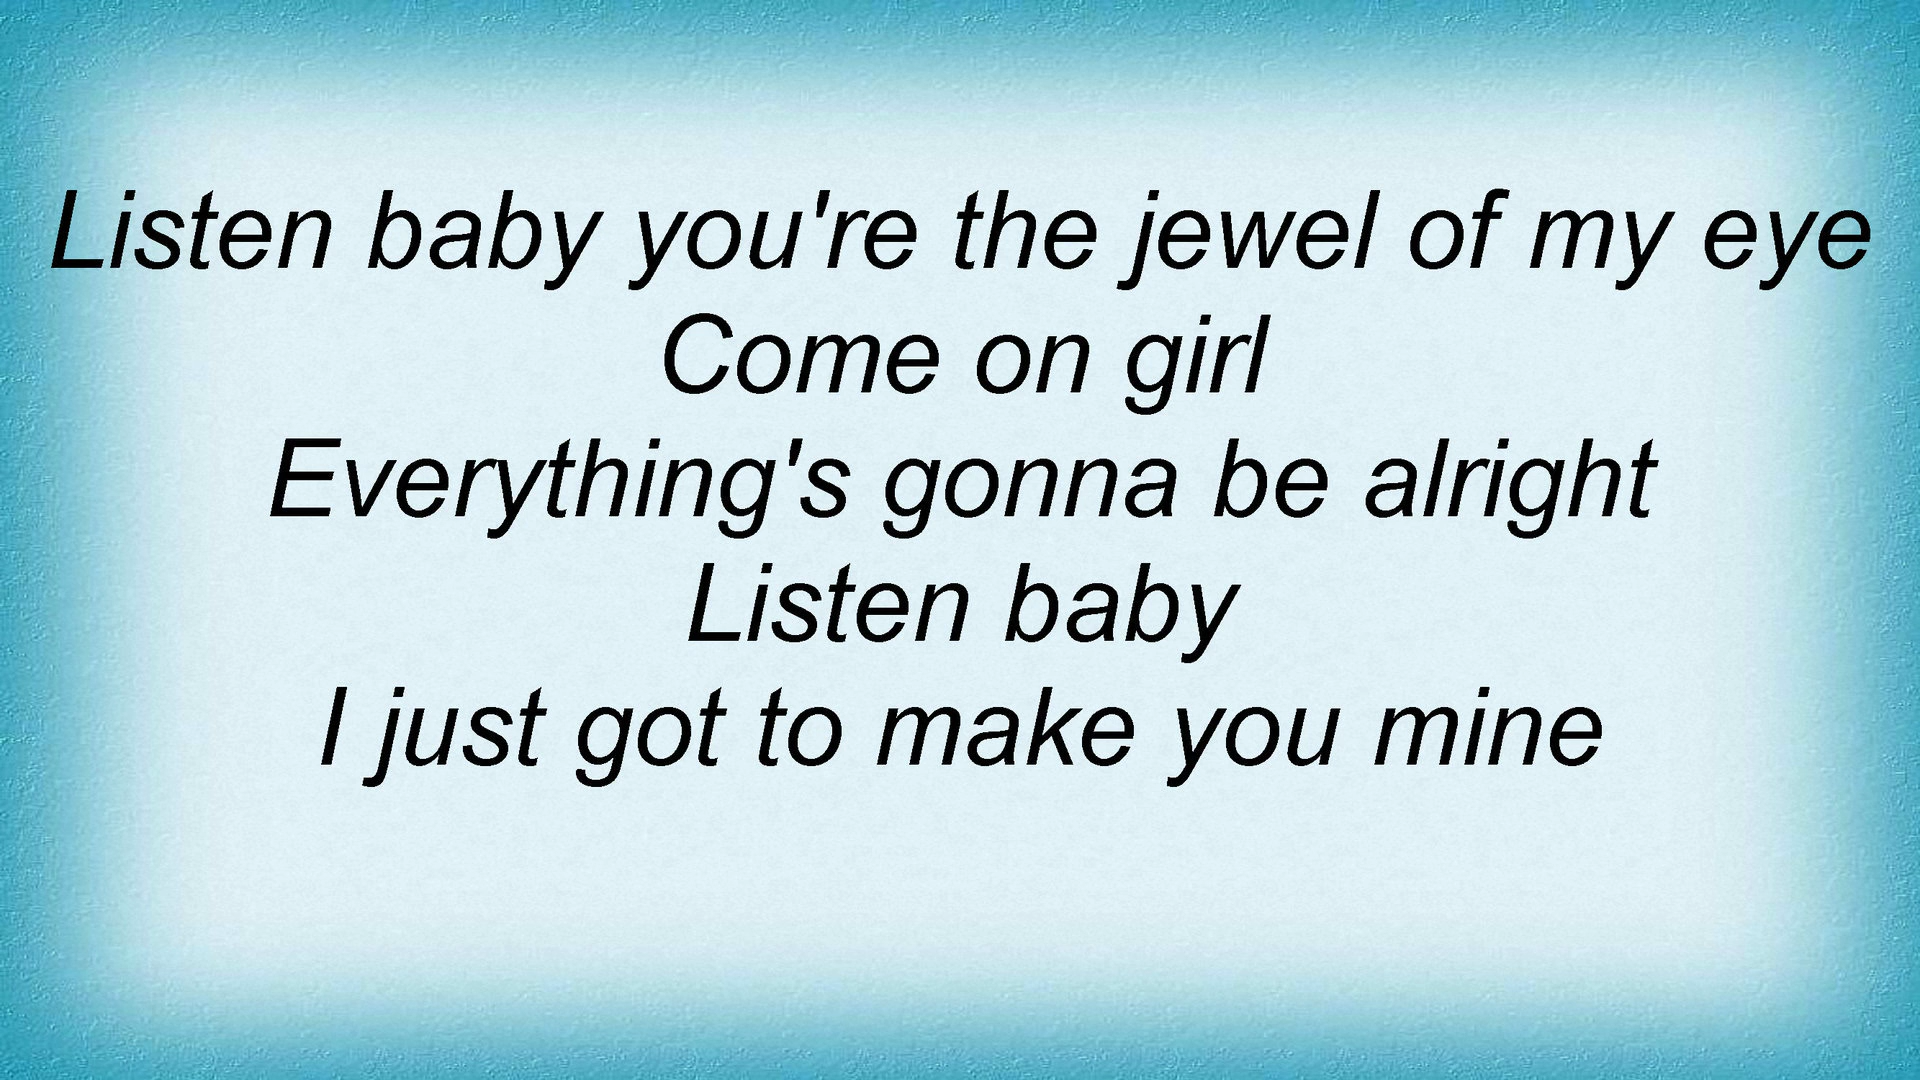 Listen baby you're the jewel of my eye
Come on girl
Everything's gonna be alright
Listen baby
I just got to make you mine